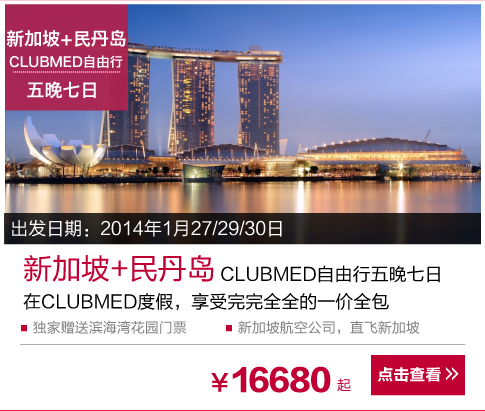 新加坡+民丹岛
CLUBMED自由行
五晚七日
出发日期：2014年1月27/29/30日
新加坡+民丹岛 CLUBMED自由行五晚七日
在CLUBMED度假，享受完完全全的一价全包
独家赠送滨海湾花园门票 新加坡航空公司，直飞新加坡
¥16680 起 点击查看 »